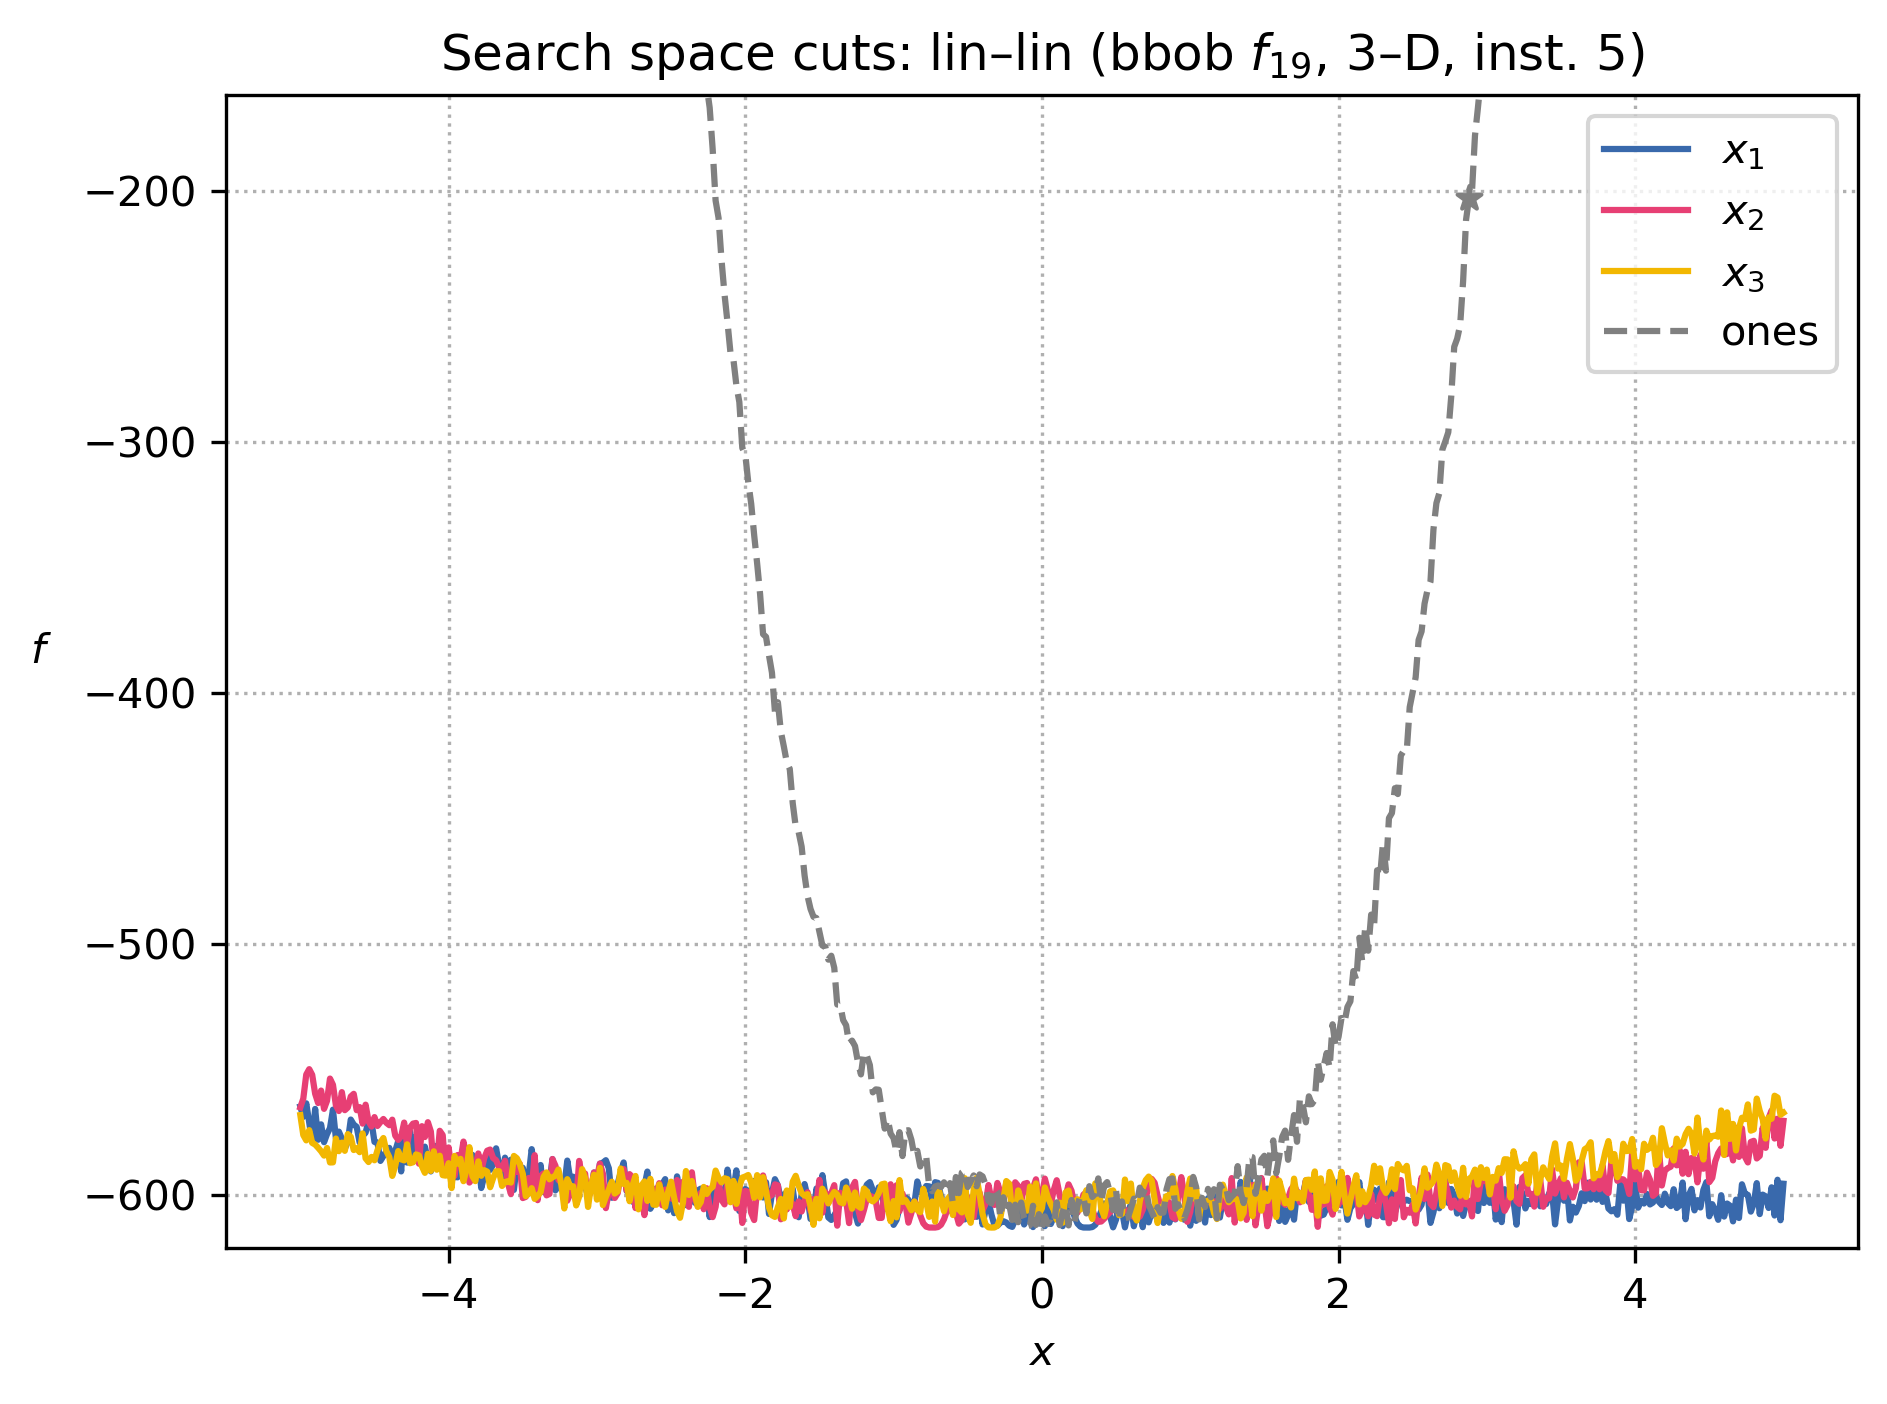 Search space cuts: lin–lin (bbob f19, 3–D, inst. 5)
x1
x2
x3
ones
−200
−300
−400
−500
−600
f
−4 −2 0 2 4
x